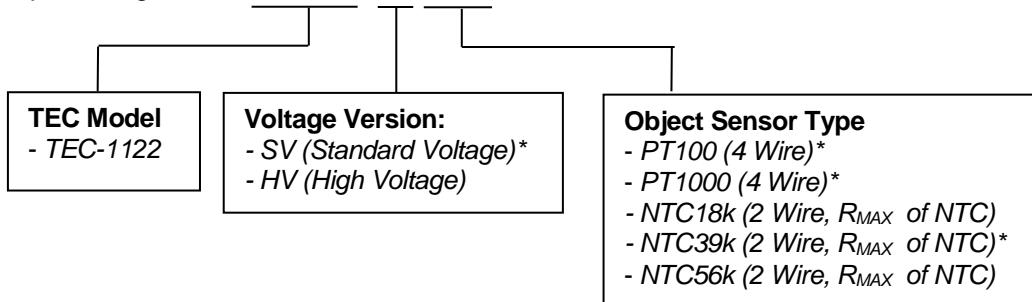 TEC Model
- TEC-1122
Voltage Version:
- SV (Standard Voltage)*
- HV (High Voltage)
Object Sensor Type
- PT100 (4 Wire)*
- PT1000 (4 Wire)*
- NTC18k (2 Wire, RMAX of NTC)
- NTC39k (2 Wire, RMAX of NTC)*
- NTC56k (2 Wire, RMAX of NTC)